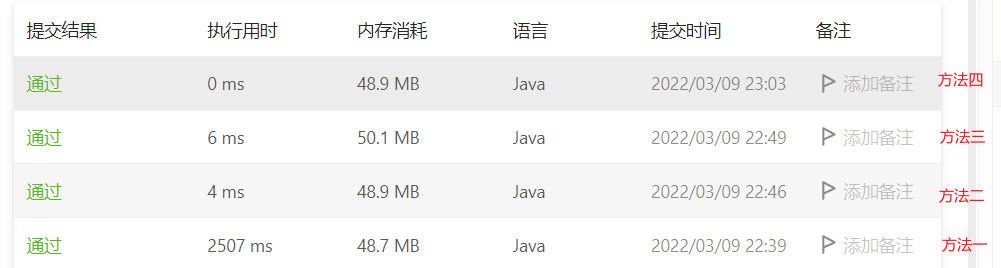 提交结果 执行用时 内存消耗 语言 提交时间 备注
通过 0 ms 48.9 MB Java 2022/03/09 23:03 添加备注 方法四
通过 6 ms 50.1 MB Java 2022/03/09 22:49 添加备注 方法三
通过 4 ms 48.9 MB Java 2022/03/09 22:46 添加备注 方法二
通过 2507 ms 48.7 MB Java 2022/03/09 22:39 添加备注 方法一